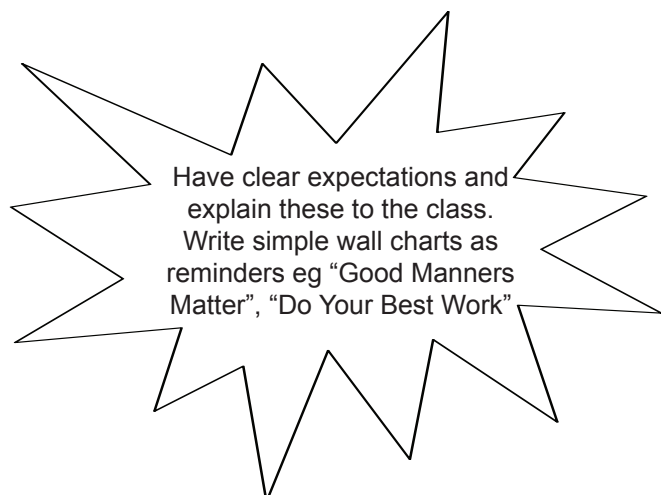 Have clear expectations and
explain these to the class.
Write simple wall charts as
reminders eg “Good Manners
Matter”, “Do Your Best Work”